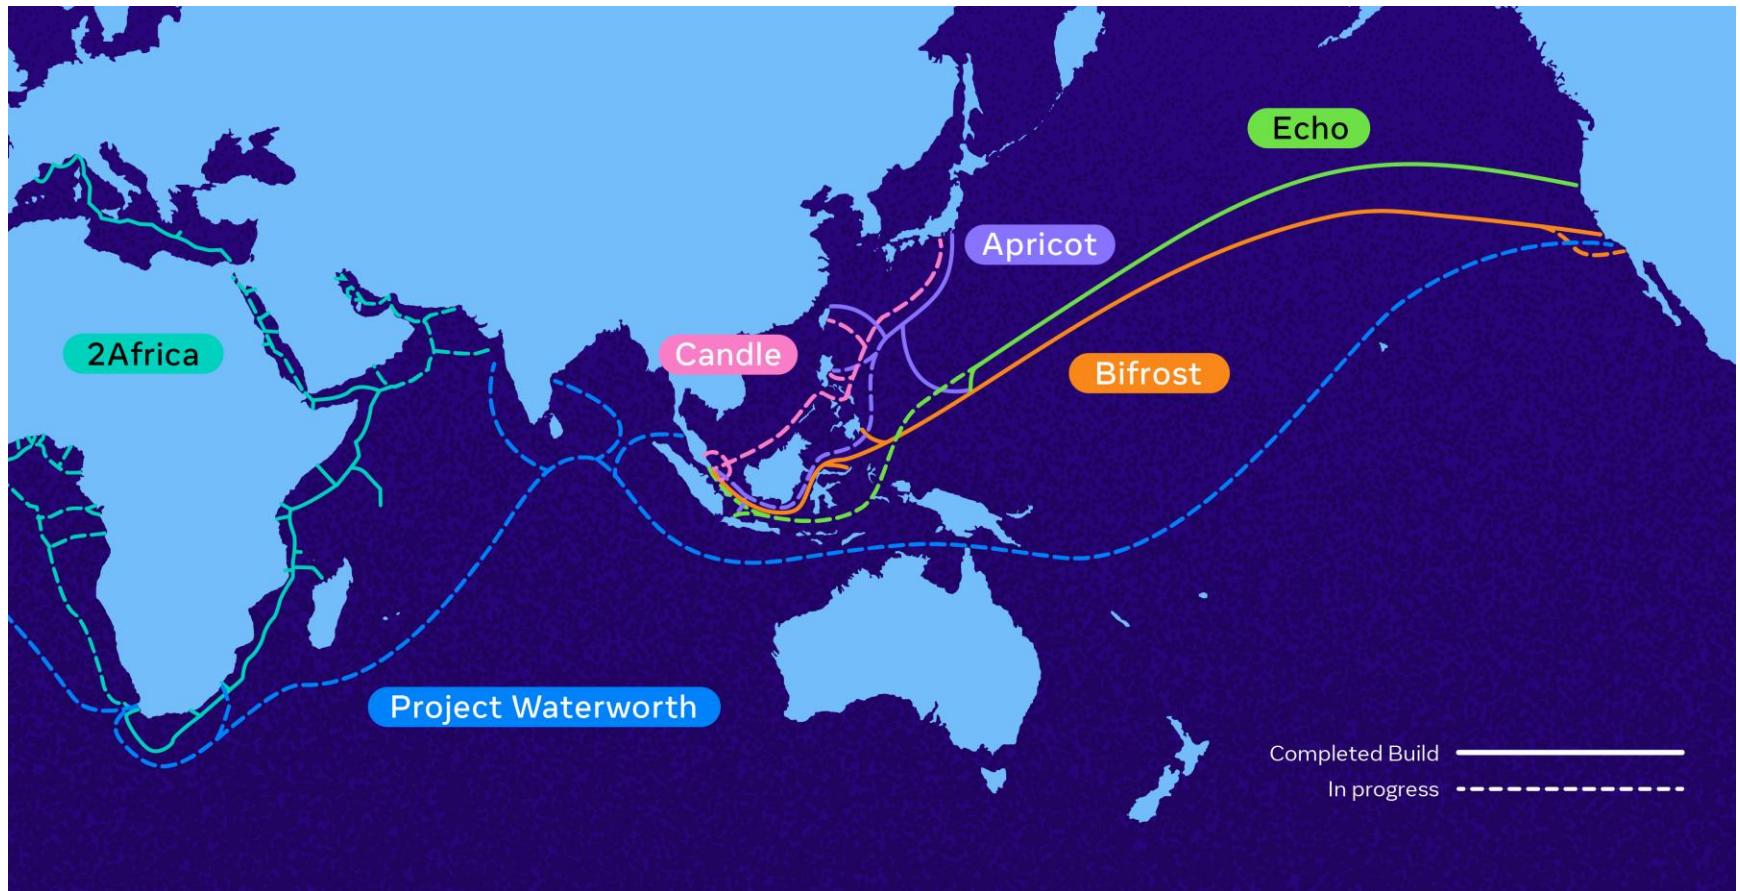 Echo
Apricot
2Africa
Candle
Bifrost
Project Waterworth
Completed Build
In progress